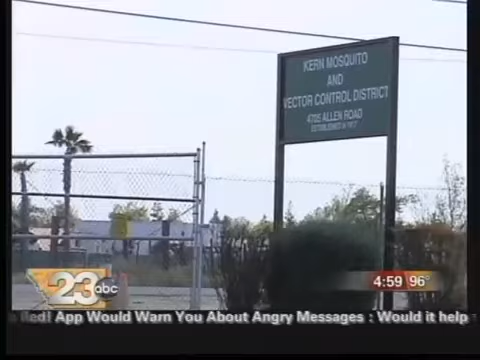 KERN MOSQUITO
AND
VECTOR CONTROL DISTRICT
4705 ALLEN ROAD
ESTABLISHED IN 1917
23 abc
4:59 96°
led! App Would Warn You About Angry Messages : Would it help